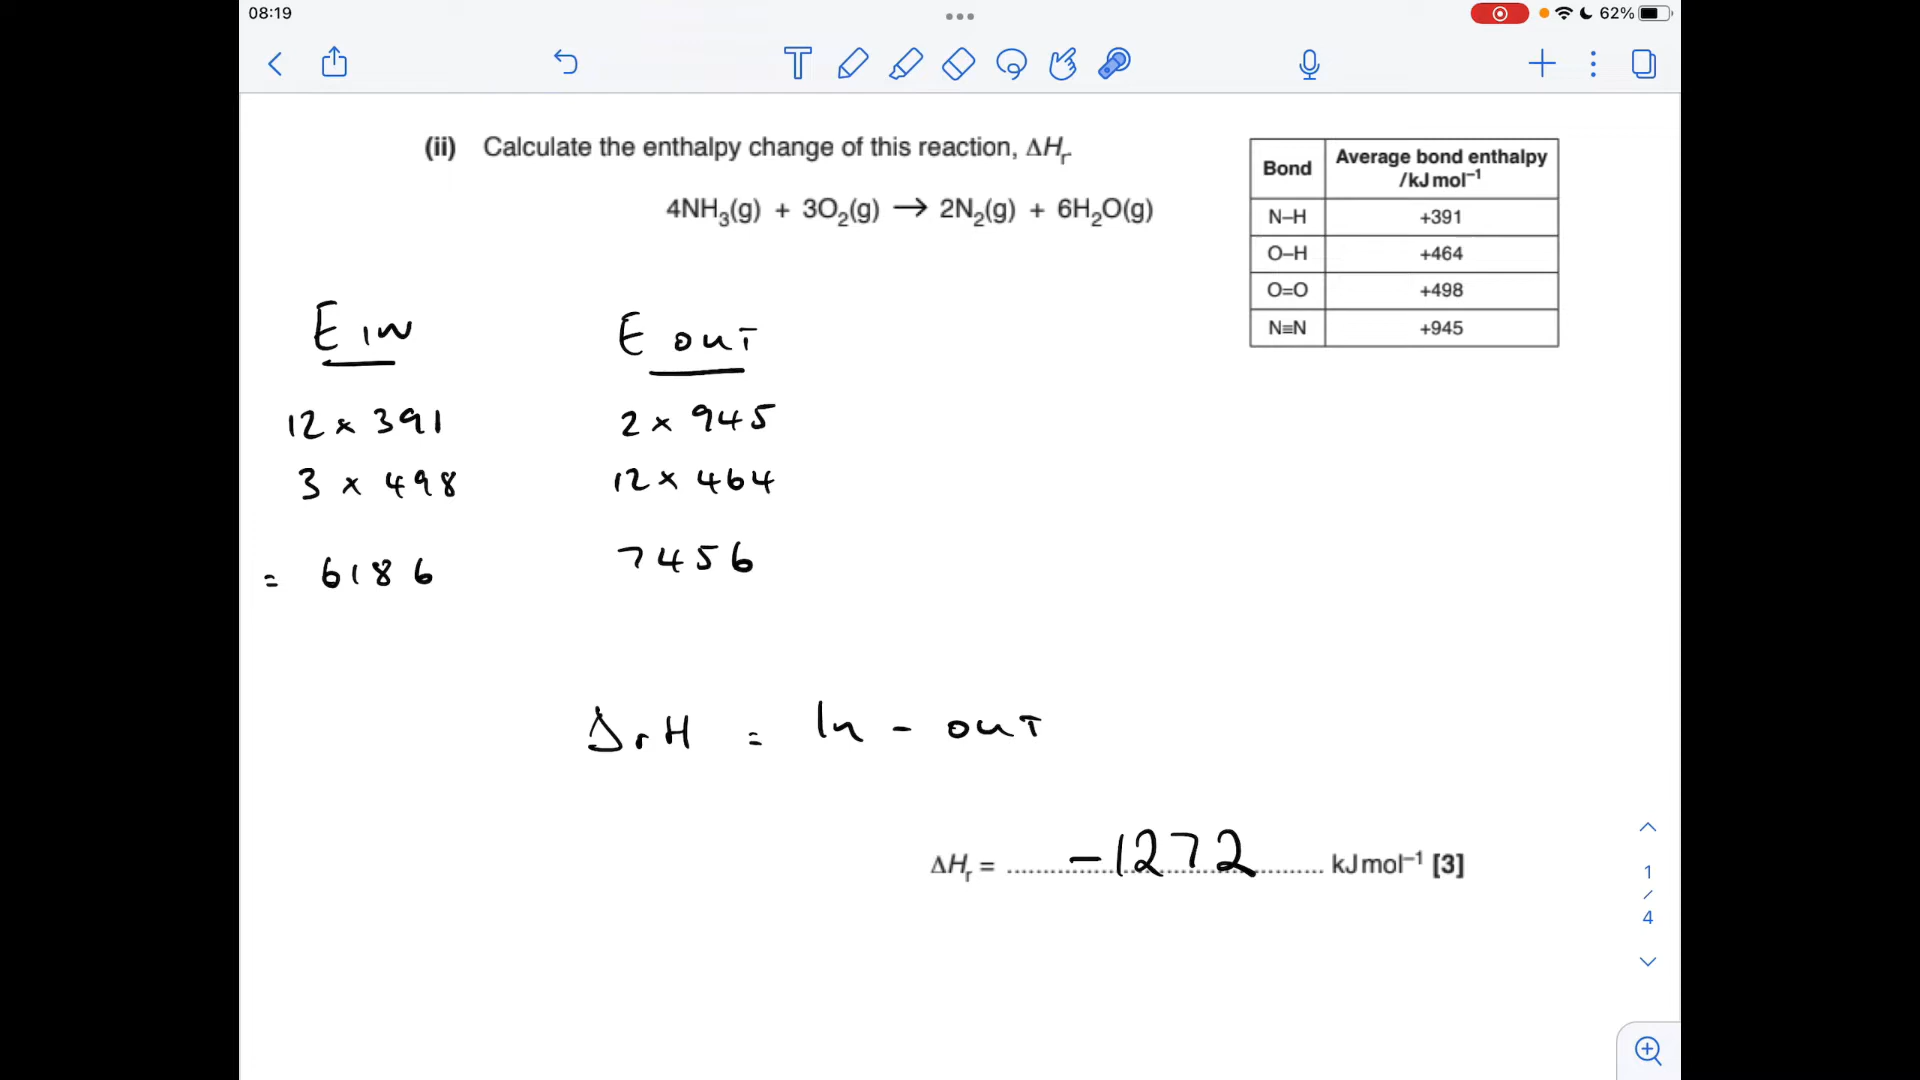 08:19
62%
(ii) Calculate the enthalpy change of this reaction, ΔHr.
4NH₃(g) + 3O₂(g) → 2N₂(g) + 6H₂O(g)
Bond Average bond enthalpy /kJ mol⁻¹
N–H +391
O–H +464
O=O +498
N≡N +945
E IN E OUT
12 × 391 2 × 945
3 × 498 12 × 464
= 6186 7456
ΔrH = In - OUT
ΔHr = ...... -1272 ...... kJ mol⁻¹ [3]
1
/
4